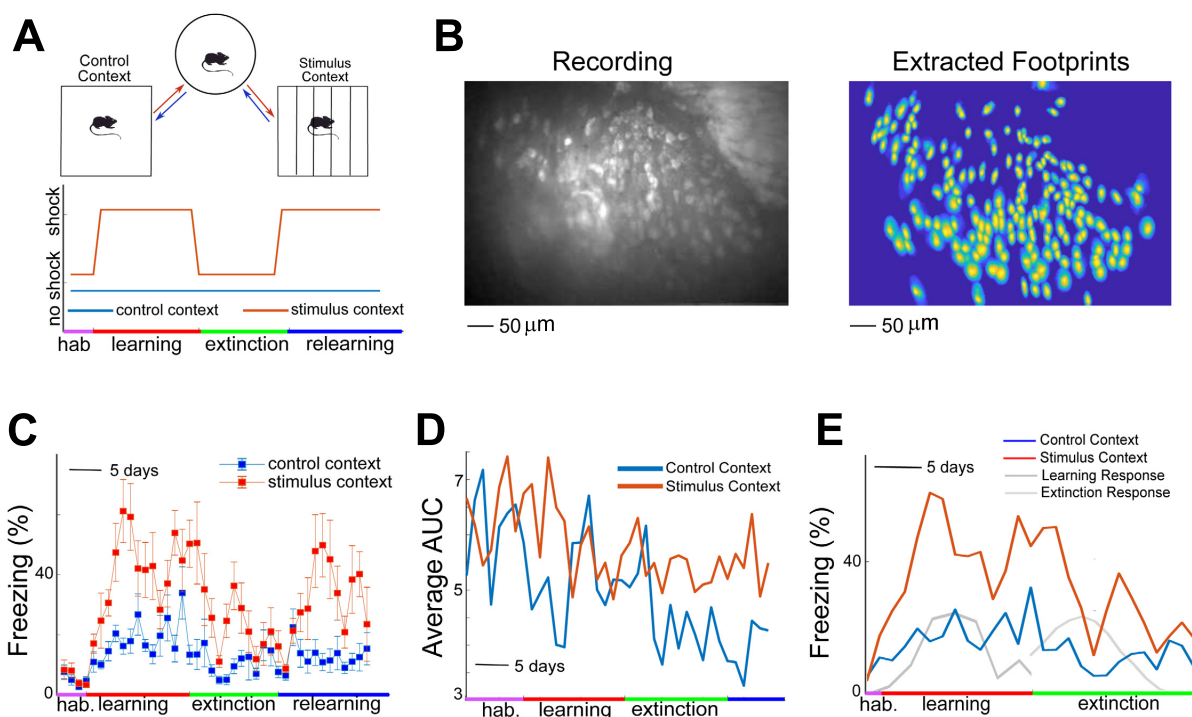 A
Control
Context
Stimulus
Context
shock
no shock
control context
stimulus context
hab
learning
extinction
relearning
B
Recording
Extracted Footprints
50 μm
50 μm
C
5 days
control context
stimulus context
Freezing (%)
40
0
hab.
learning
extinction
relearning
D
Control Context
Stimulus Context
Average AUC
7
5
3
5 days
hab.
learning
extinction
E
Control Context
Stimulus Context
Learning Response
Extinction Response
5 days
Freezing (%)
40
0
hab.
learning
extinction